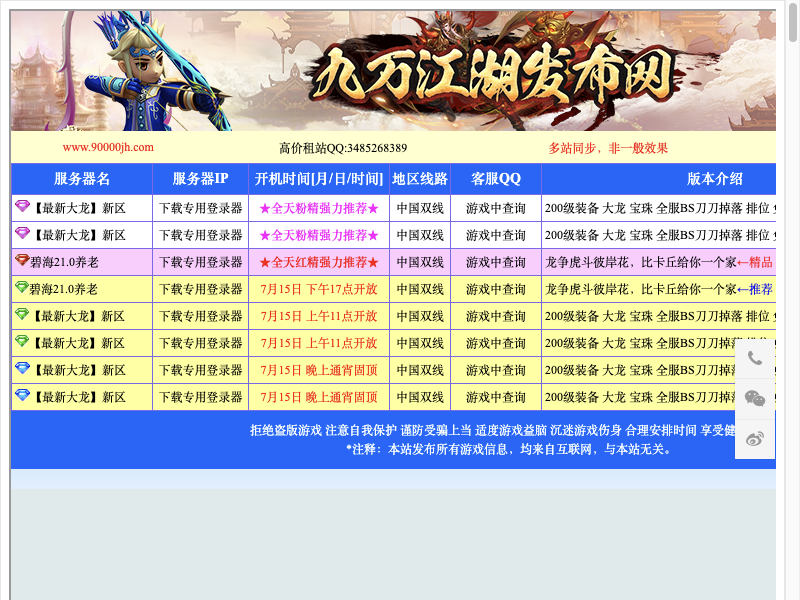 九万江湖发布网
www.90000jh.com 高价租站QQ:3485268389 多站同步，非一般效果
服务器名 服务器IP 开机时间[月/日/时间] 地区线路 客服QQ 版本介绍
【最新大龙】新区 下载专用登录器 ★全天粉精强力推荐★ 中国双线 游戏中查询 200级装备 大龙 宝珠 全服BS刀刀掉落 排位
【最新大龙】新区 下载专用登录器 ★全天粉精强力推荐★ 中国双线 游戏中查询 200级装备 大龙 宝珠 全服BS刀刀掉落 排位
碧海21.0养老 下载专用登录器 ★全天红精强力推荐★ 中国双线 游戏中查询 龙争虎斗彼岸花，比卡丘给你一个家←精品
碧海21.0养老 下载专用登录器 7月15日 下午17点开放 中国双线 游戏中查询 龙争虎斗彼岸花，比卡丘给你一个家←推荐
【最新大龙】新区 下载专用登录器 7月15日 上午11点开放 中国双线 游戏中查询 200级装备 大龙 宝珠 全服BS刀刀掉落 排位
【最新大龙】新区 下载专用登录器 7月15日 上午11点开放 中国双线 游戏中查询 200级装备 大龙 宝珠 全服BS刀刀掉
【最新大龙】新区 下载专用登录器 7月15日 晚上通宵固顶 中国双线 游戏中查询 200级装备 大龙 宝珠 全服BS刀刀掉
【最新大龙】新区 下载专用登录器 7月15日 晚上通宵固顶 中国双线 游戏中查询 200级装备 大龙 宝珠 全服BS刀刀掉
拒绝盗版游戏 注意自我保护 谨防受骗上当 适度游戏益脑 沉迷游戏伤身 合理安排时间 享受健
*注释：本站发布所有游戏信息，均来自互联网，与本站无关。